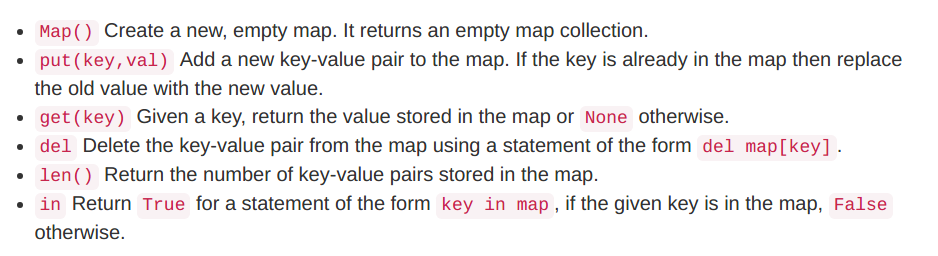 • Map() Create a new, empty map. It returns an empty map collection.
• put(key,val) Add a new key-value pair to the map. If the key is already in the map then replace
the old value with the new value.
• get(key) Given a key, return the value stored in the map or None otherwise.
• del Delete the key-value pair from the map using a statement of the form del map[key].
• len() Return the number of key-value pairs stored in the map.
• in Return True for a statement of the form key in map, if the given key is in the map, False
otherwise.